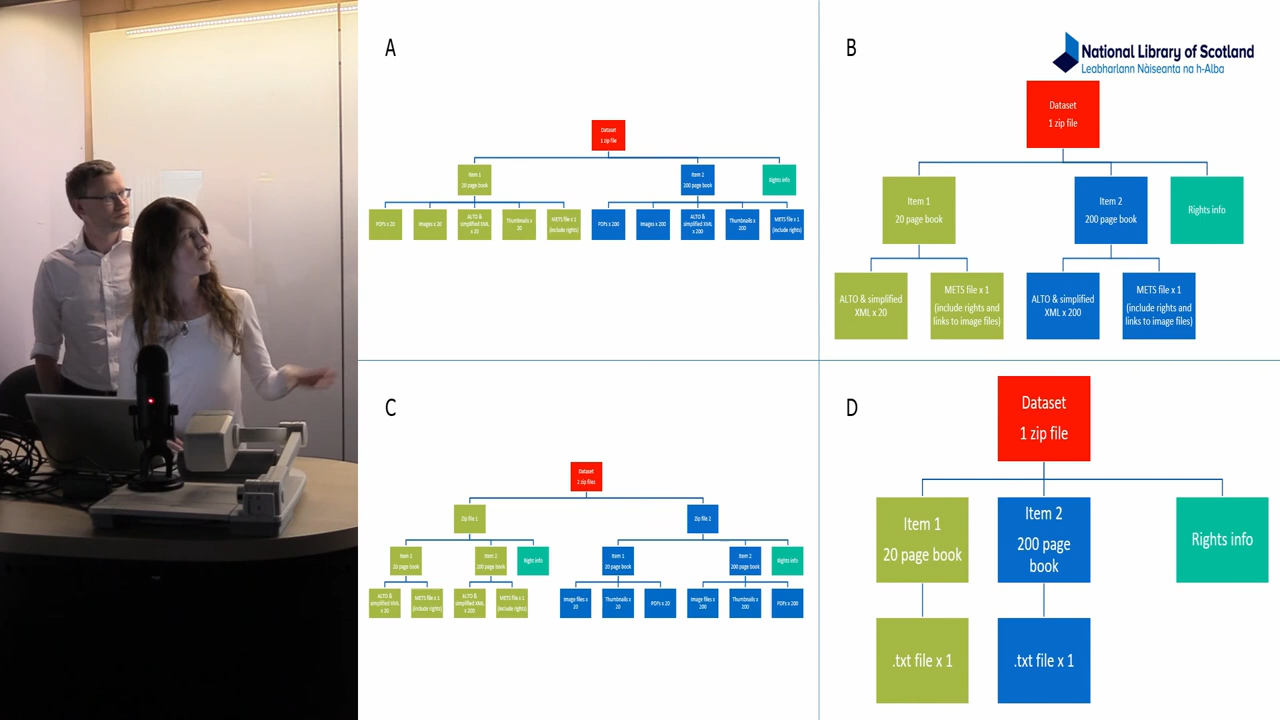 A
Dataset
1 zip file
Item 1
20 page book
Item 2
200 page book
Rights info
PDFs x 20
Images x 20
ALTO &
simplified XML
x 20
Thumbnails x
20
METS file x 1
(include rights)
PDFs x 200
Images x 200
ALTO &
simplified XML
x 200
Thumbnails x
200
METS file x 1
(include rights)
B
National Library of Scotland
Leabharlann Nàiseanta na h-Alba
Dataset
1 zip file
Item 1
20 page book
Item 2
200 page book
Rights info
ALTO & simplified
XML x 20
METS file x 1
(include rights and
links to image files)
ALTO & simplified
XML x 200
METS file x 1
(include rights and
links to image files)
C
Dataset
2 zip files
Zip file 1
Zip file 2
Item 1
20 page book
Item 2
200 page book
Right info
Item 1
20 page book
Item 2
200 page book
Rights info
ALTO &
simplified XML
x 20
METS file x 1
(include rights)
ALTO &
simplified XML
x 200
METS file x 1
(include rights)
Image files x
20
Thumbnails x
20
PDFs x 20
Image files x
200
Thumbnails x
200
PDFs x 200
D
Dataset
1 zip file
Item 1
20 page book
Item 2
200 page
book
Rights info
.txt file x 1
.txt file x 1